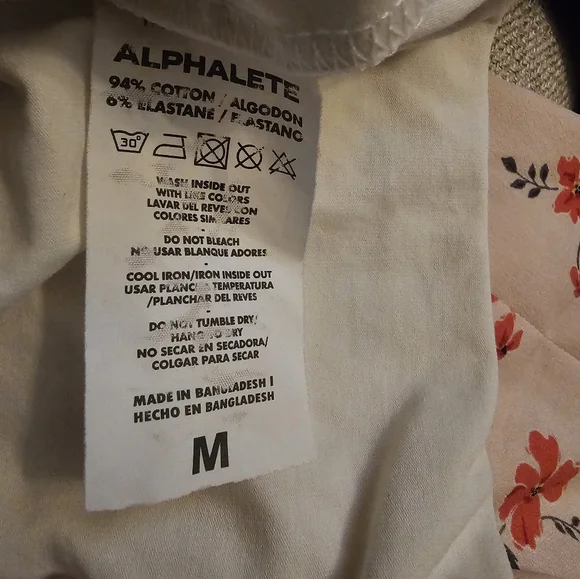 ALPHALETE
94% COTTON / ALGODON
6% ELASTANE / ELASTANO
30°
WASH INSIDE OUT
WITH LIKE COLORS
LAVAR DEL REVES CON
COLORES SIMILARES
-
DO NOT BLEACH
NO USAR BLANQUE ADORES
-
COOL IRON/IRON INSIDE OUT
USAR PLANCHA TEMPERATURA
/PLANCHAR DEL REVES
-
DO NOT TUMBLE DRY/
HANG TO DRY
NO SECAR EN SECADORA/
COLGAR PARA SECAR
MADE IN BANGLADESH I
HECHO EN BANGLADESH
M